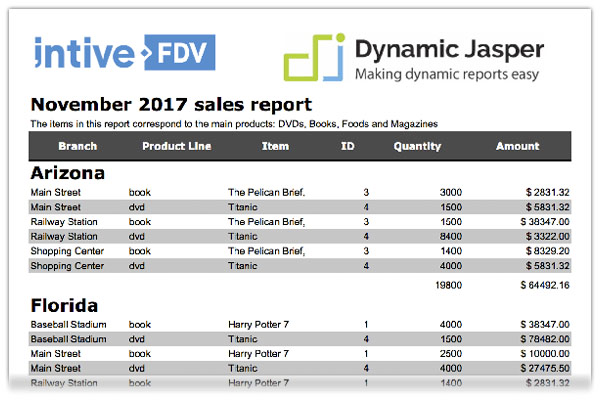 intive FDV
Dynamic Jasper
Making dynamic reports easy
November 2017 sales report
The items in this report correspond to the main products: DVDs, Books, Foods and Magazines
Branch Product Line Item ID Quantity Amount
Arizona
Main Street book The Pelican Brief, 3 3000 $ 2831.32
Main Street dvd Titanic 4 1500 $ 5831.32
Railway Station book The Pelican Brief, 3 1500 $ 38347.00
Railway Station dvd Titanic 4 8400 $ 3322.00
Shopping Center book The Pelican Brief, 3 1400 $ 8329.20
Shopping Center dvd Titanic 4 4000 $ 5831.32
19800 $ 64492.16
Florida
Baseball Stadium book Harry Potter 7 1 4000 $ 38347.00
Baseball Stadium dvd Titanic 4 1500 $ 78482.00
Main Street book Harry Potter 7 1 2500 $ 10000.00
Main Street dvd Titanic 4 4000 $ 27475.50
Railway Station book Harry Potter 7 1 1400 $ 2831.32